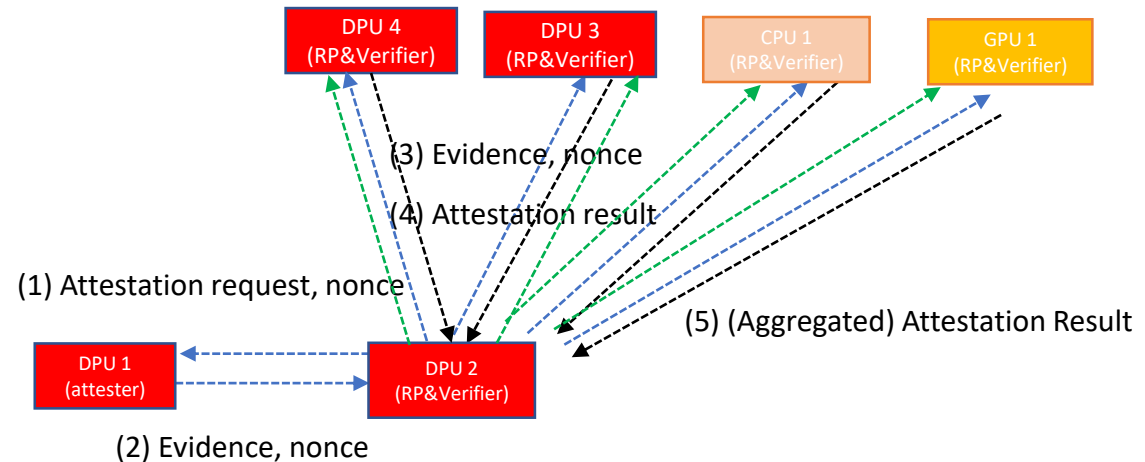 DPU 4
(RP&Verifier)
DPU 3
(RP&Verifier)
CPU 1
(RP&Verifier)
GPU 1
(RP&Verifier)
(3) Evidence, nonce
(4) Attestation result
(1) Attestation request, nonce
(5) (Aggregated) Attestation Result
DPU 1
(attester)
DPU 2
(RP&Verifier)
(2) Evidence, nonce